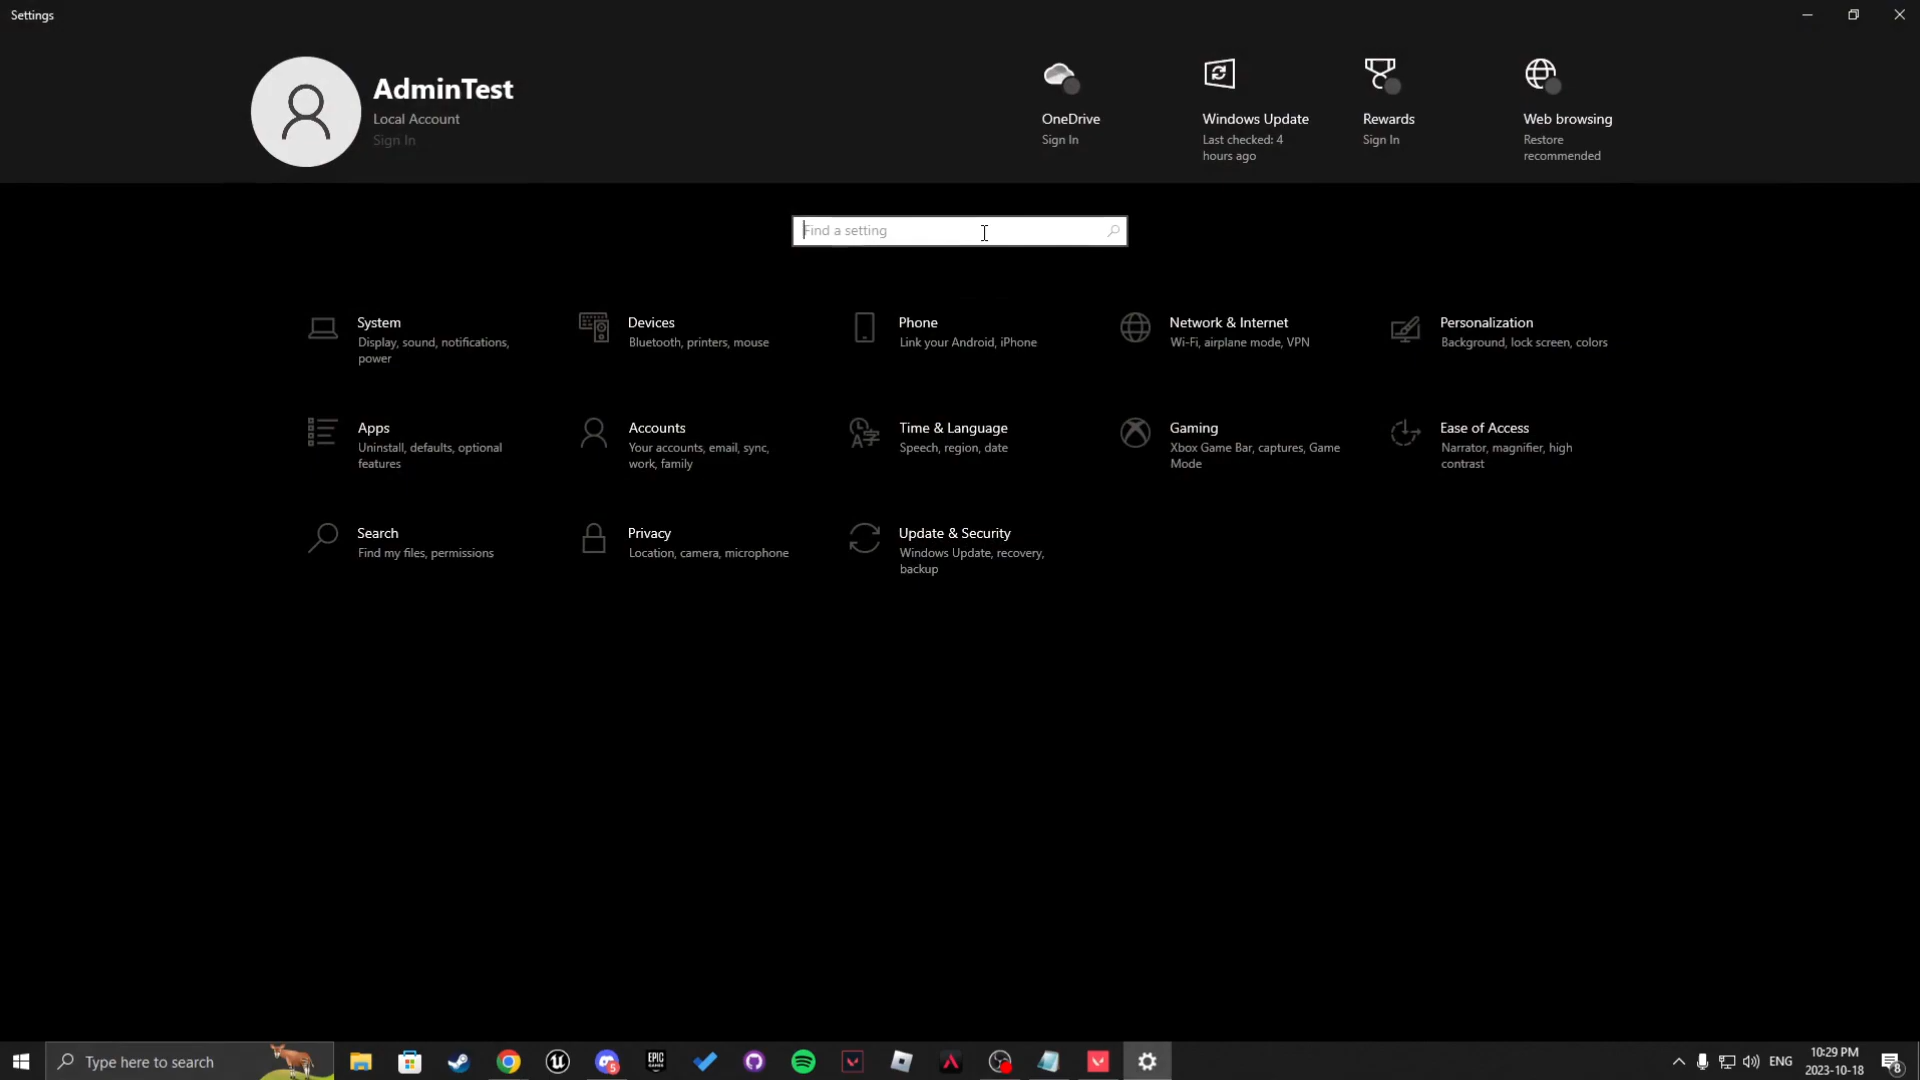 Settings
AdminTest
Local Account
Sign In
OneDrive
Sign In
Windows Update
Last checked: 4
hours ago
Rewards
Sign In
Web browsing
Restore
recommended
Find a setting
System
Display, sound, notifications,
power
Devices
Bluetooth, printers, mouse
Phone
Link your Android, iPhone
Network & Internet
Wi-Fi, airplane mode, VPN
Personalization
Background, lock screen, colors
Apps
Uninstall, defaults, optional
features
Accounts
Your accounts, email, sync,
work, family
Time & Language
Speech, region, date
Gaming
Xbox Game Bar, captures, Game
Mode
Ease of Access
Narrator, magnifier, high
contrast
Search
Find my files, permissions
Privacy
Location, camera, microphone
Update & Security
Windows Update, recovery,
backup
Type here to search
5
EPIC
GAMES
ENG
10:29 PM
2023-10-18
8